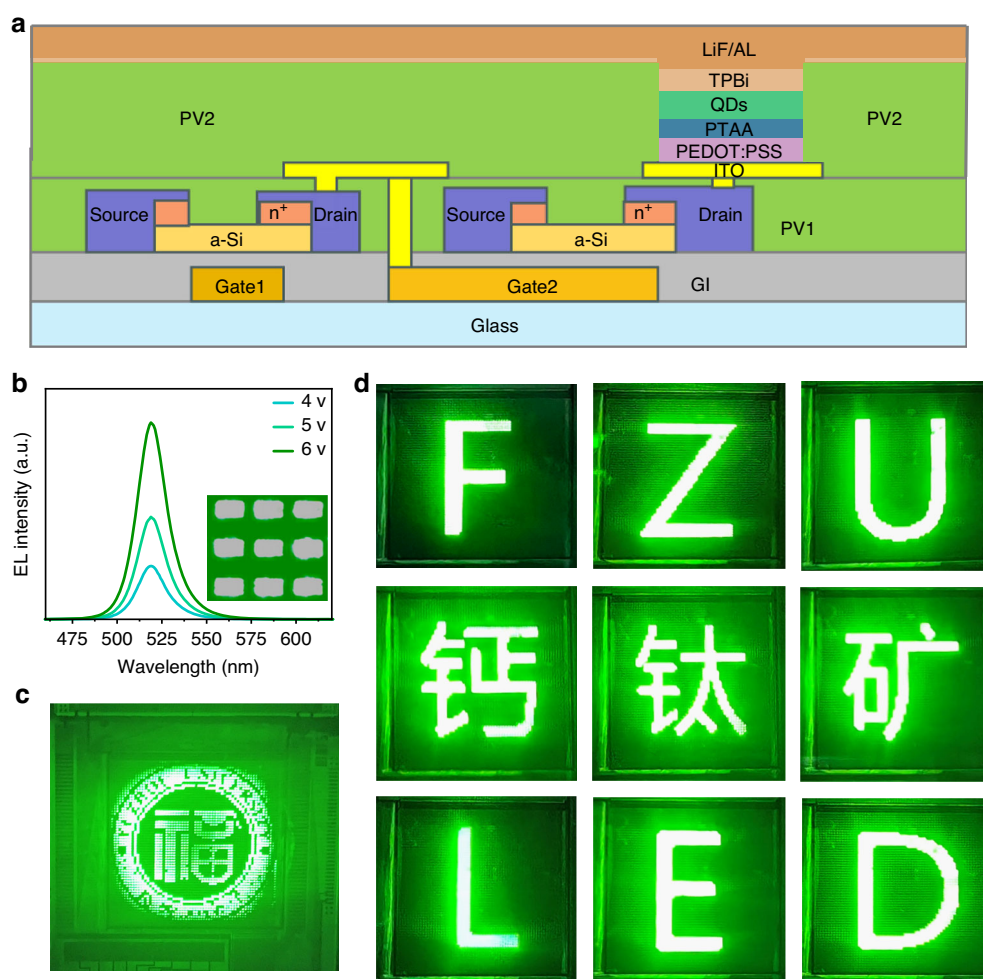 a
LiF/AL
TPBi
PV2
QDs
PV2
PTAA
PEDOT:PSS
ITO
Source
n⁺
Drain
Source
n⁺
Drain
a-Si
a-Si
PV1
Gate1
Gate2
GI
Glass
b
4 v
5 v
6 v
EL intensity (a.u.)
475 500 525 550 575 600
Wavelength (nm)
c
福
d
F Z U
钙 钛 矿
L E D